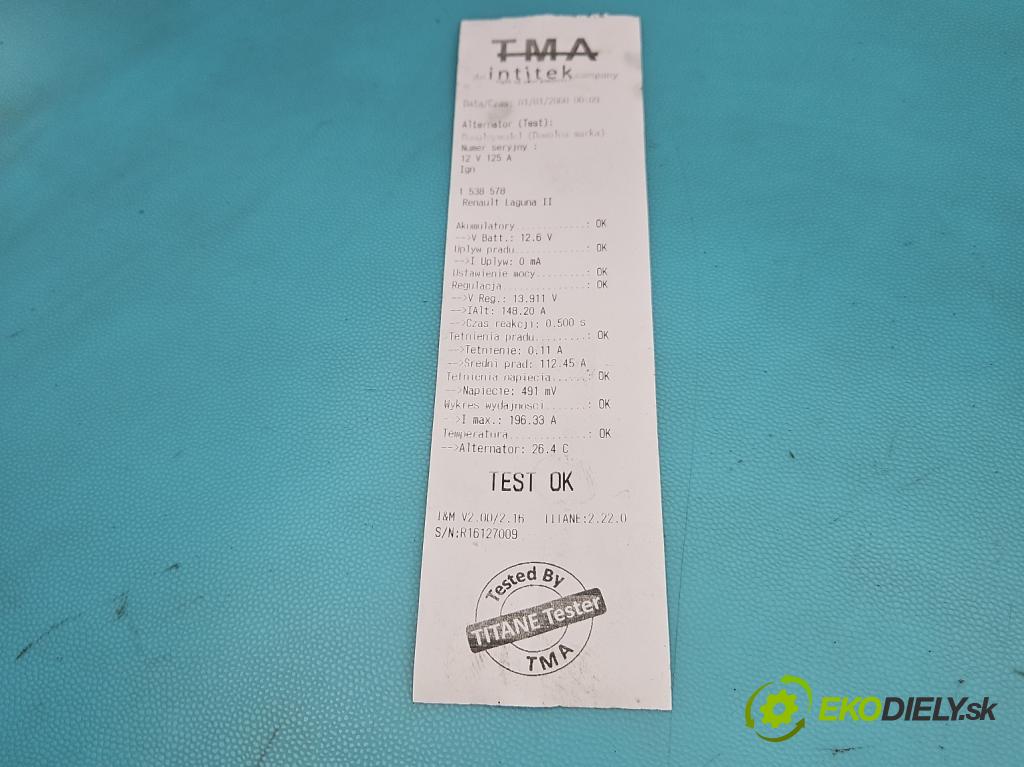 TMA
intitek company
Data/Czas: 01/01/2000 00:09
Alternator (Test):
(Dowolna marka)
Numer seryjny :
12 V 125 A
Ign
1 538 578
Renault Laguna II
Akumulatory...........: OK
-->V Batt.: 12.6 V
Uplyw pradu...........: OK
-->I Uplyw: 0 mA
Ustawienie mocy.......: OK
Regulacja.............: OK
-->V Reg.: 13.911 V
-->IAlt: 148.20 A
-->Czas reakcji: 0.500 s
Tetnienia pradu.........: OK
-->Tetnienie: 0.11 A
-->Sredni prad: 112.45 A
Tetnienia napiecia......: OK
-->Napiecie: 491 mV
Wykres wydajnosci.......: OK
->I max.: 196.33 A
Temperatura.............: OK
-->Alternator: 26.4 C
TEST OK
I&M V2.00/2.16 TITANE:2.22.0
S/N:R16127009
Tested By
TITANE Tester
TMA
EKODIELY.sk